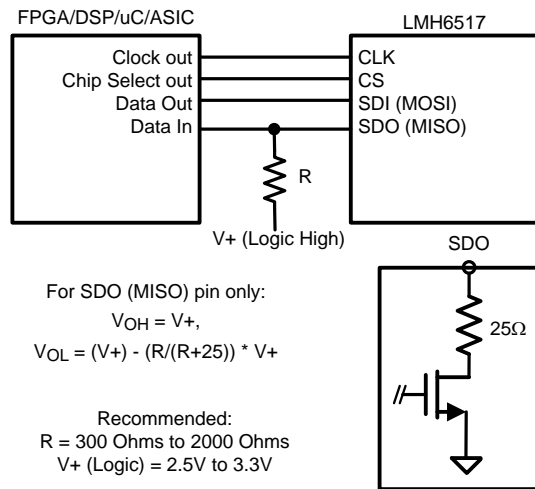 FPGA/DSP/uC/ASIC
LMH6517
Clock out
Chip Select out
Data Out
Data In
CLK
CS
SDI (MOSI)
SDO (MISO)
R
V+ (Logic High)
For SDO (MISO) pin only:
VOH = V+,
VOL = (V+) - (R/(R+25)) * V+
Recommended:
R = 300 Ohms to 2000 Ohms
V+ (Logic) = 2.5V to 3.3V
SDO
25Ω